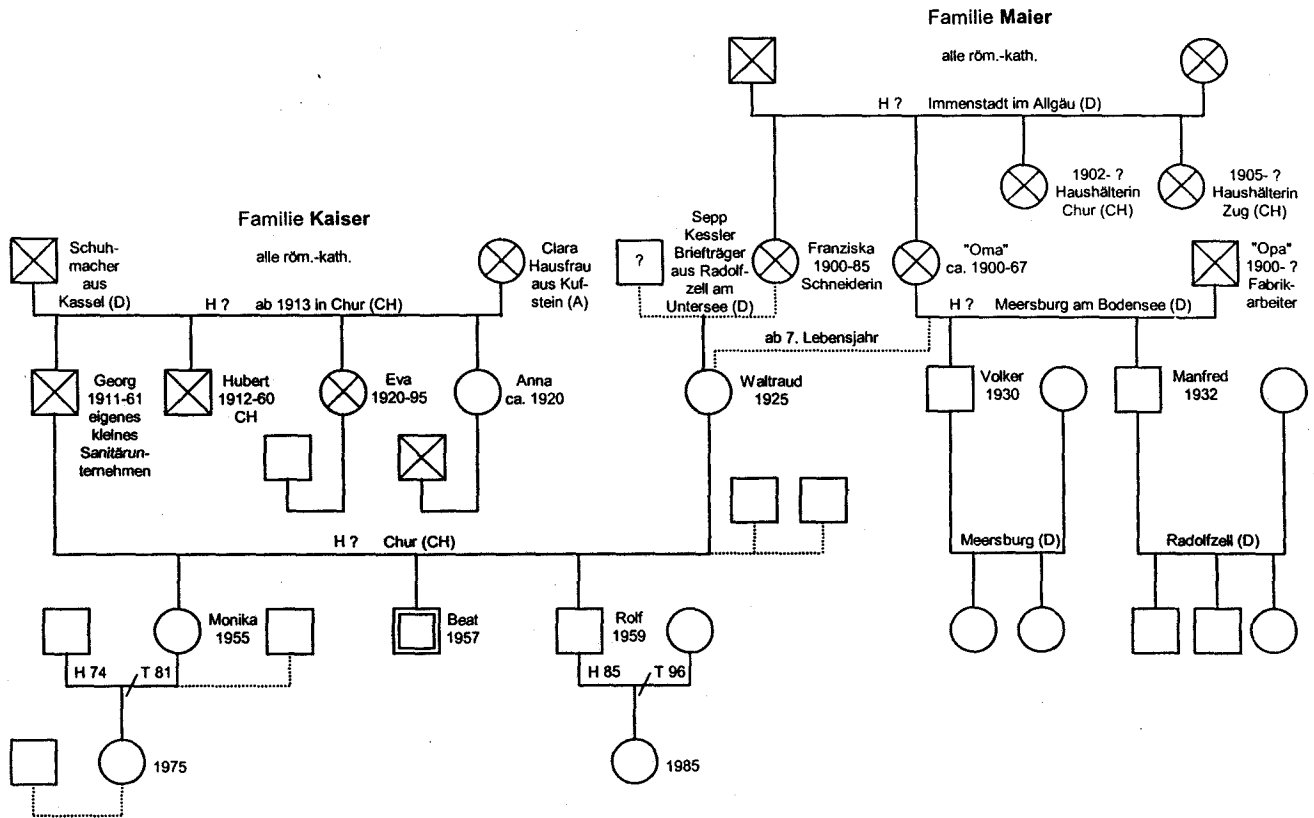 Familie Maier
alle röm.-kath.
H ? Immenstadt im Allgäu (D)
1902- ?
Haushälterin
Chur (CH)
1905- ?
Haushälterin
Zug (CH)
Familie Kaiser
alle röm.-kath.
Schuh-
macher
aus
Kassel (D)
Clara
Hausfrau
aus Kuf-
stein (A)
H ? ab 1913 in Chur (CH)
?
Sepp
Kessler
Briefträger
aus Radolf-
zell am
Untersee (D)
Franziska
1900-85
Schneiderin
"Oma"
ca. 1900-67
"Opa"
1900- ?
Fabrik-
arbeiter
H ? Meersburg am Bodensee (D)
ab 7. Lebensjahr
Georg
1911-61
eigenes
kleines
Sanitärun-
ternehmen
Hubert
1912-60
CH
Eva
1920-95
Anna
ca. 1920
Waltraud
1925
Volker
1930
Manfred
1932
H ? Chur (CH)
Meersburg (D)
Radolfzell (D)
Monika
1955
Beat
1957
Rolf
1959
H 74 T 81
H 85 T 96
1975
1985